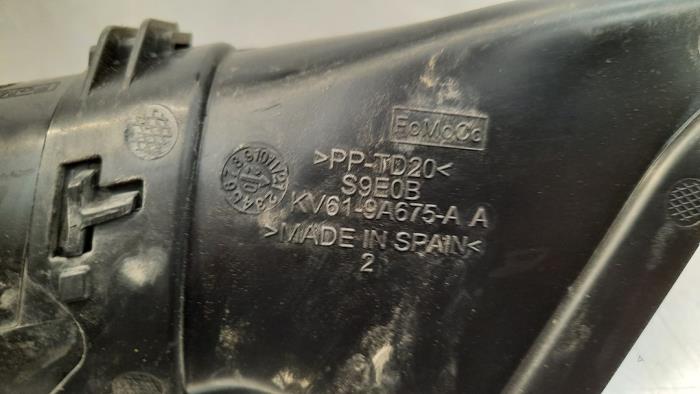 FoMoCo
>PP-TD20<
S9E0B
KV61-9A675-A A
>MADE IN SPAIN<
2